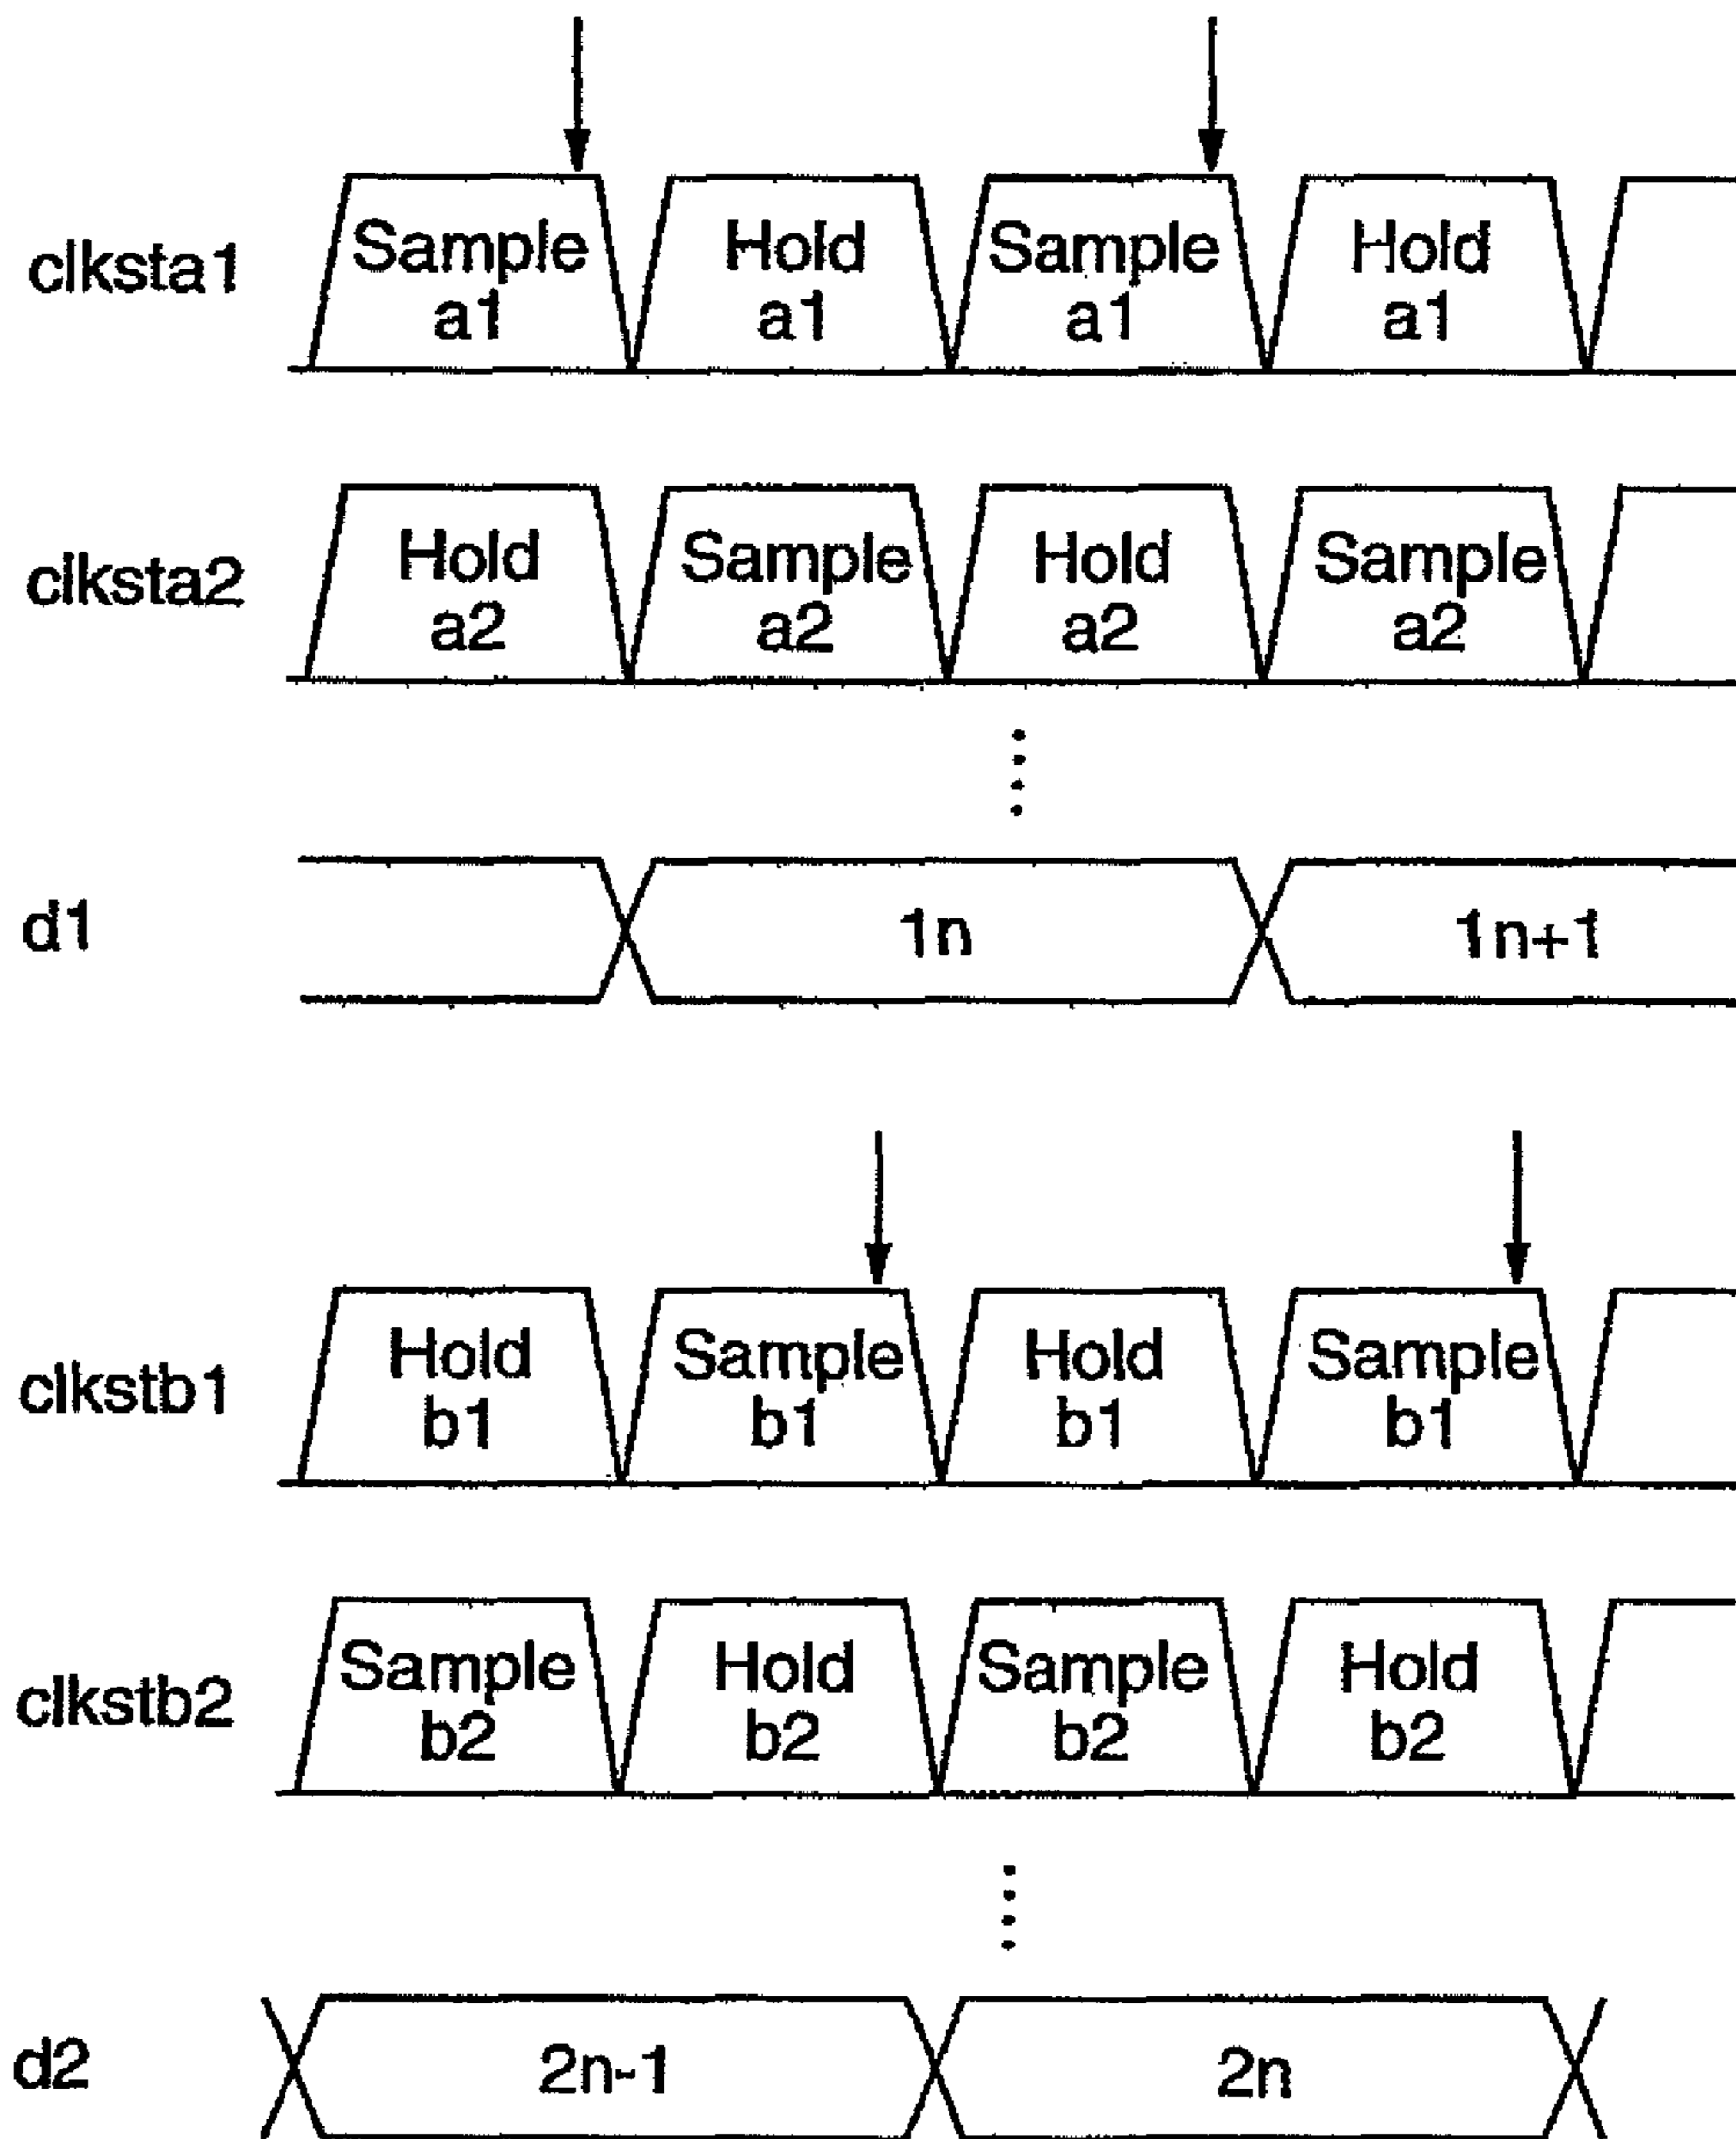 clksta1 Sample a1 Hold a1 Sample a1 Hold a1
clksta2 Hold a2 Sample a2 Hold a2 Sample a2
d1 1n 1n+1
clkstb1 Hold b1 Sample b1 Hold b1 Sample b1
clkstb2 Sample b2 Hold b2 Sample b2 Hold b2
d2 2n-1 2n